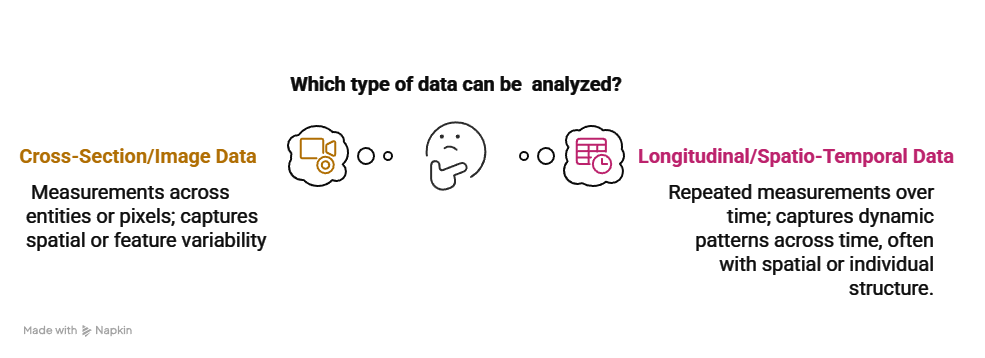 Which type of data can be analyzed?
Cross-Section/Image Data
Measurements across
entities or pixels; captures
spatial or feature variability
Longitudinal/Spatio-Temporal Data
Repeated measurements over
time; captures dynamic
patterns across time, often
with spatial or individual
structure.
Made with Napkin